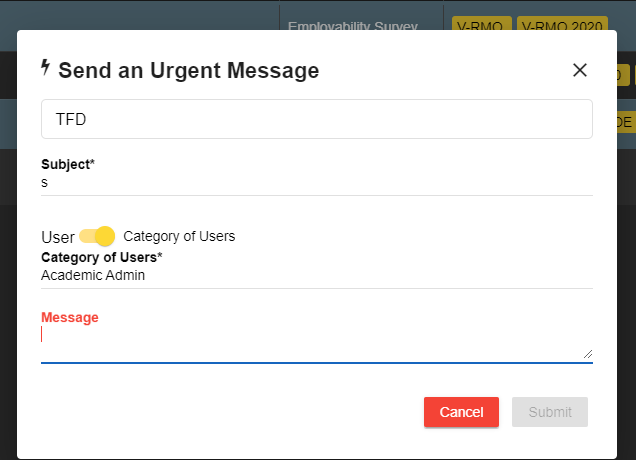 Employability Survey V-RMO V-RMO 2020
Send an Urgent Message
DE
TFD
Subject*
s
User Category of Users
Category of Users*
Academic Admin
Message
Cancel Submit